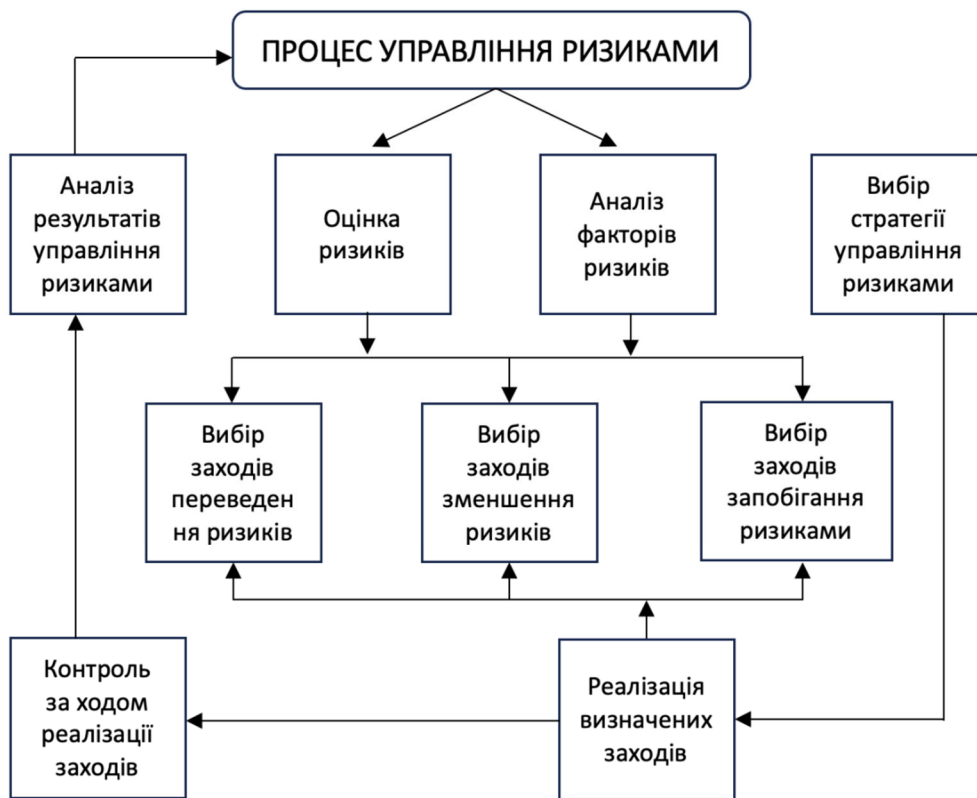 ПРОЦЕС УПРАВЛІННЯ РИЗИКАМИ
Аналіз
результатів
управління
ризиками
Оцінка
ризиків
Аналіз
факторів
ризиків
Вибір
стратегії
управління
ризиками
Вибір
заходів
переведен
ня ризиків
Вибір
заходів
зменшення
ризиків
Вибір
заходів
запобігання
ризиками
Контроль
за ходом
реалізації
заходів
Реалізація
визначених
заходів